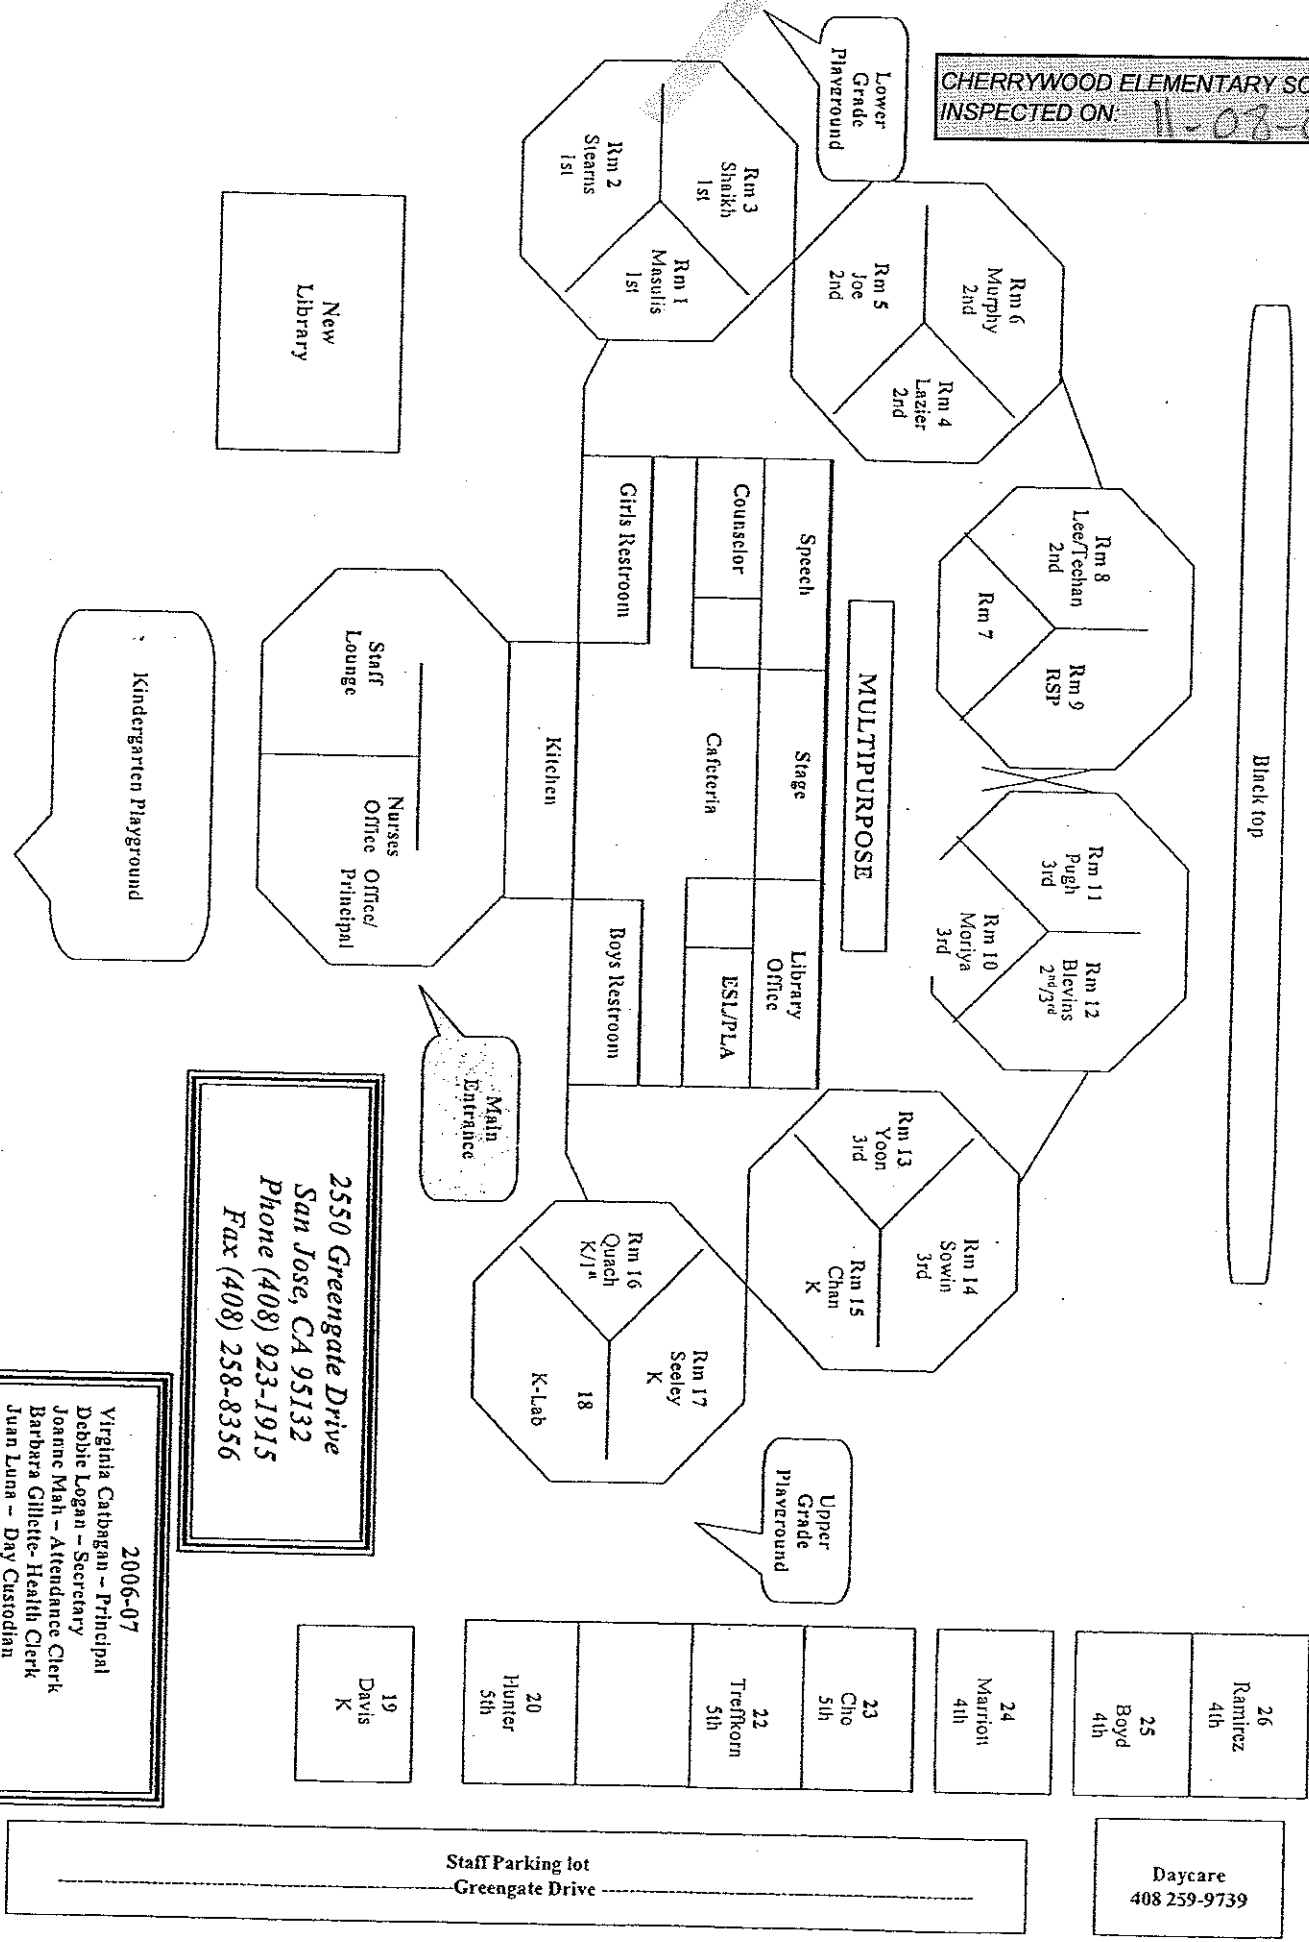 CHERRYWOOD ELEMENTARY
INSPECTED ON: 11-08-
Black top
Lower
Grade
Playground
Rm 3
Shaikh
1st
Rm 2
Stearns
1st
Rm 1
Masulis
1st
Rm 6
Murphy
2nd
Rm 5
Joe
2nd
Rm 4
Lazier
2nd
Rm 8
Lee/Techan
2nd
Rm 9
RSP
Rm 7
Rm 11
Pugh
3rd
Rm 12
Blevins
2nd/3rd
Rm 10
Moriya
3rd
Rm 13
Yoon
3rd
Rm 14
Sowin
3rd
Rm 15
Chan
K
Rm 16
Quach
K/1st
Rm 17
Seeley
K
18
K-Lab
Upper
Grade
Playground
MULTIPURPOSE
Speech
Stage
Library
Office
Counselor
Cafeteria
ESL/PLA
Girls Restroom
Kitchen
Boys Restroom
New
Library
Staff
Lounge
Nurses
Office
Office/
Principal
Main
Entrance
Kindergarten Playground
26
Ramirez
4th
25
Boyd
4th
24
Marrion
4th
23
Cho
5th
22
Treffkorn
5th
20
Hunter
5th
19
Davis
K
2550 Greengate Drive
San Jose, CA 95132
Phone (408) 923-1915
Fax (408) 258-8356
2006-07
Virginia Catbagan – Principal
Debbie Logan – Secretary
Joanne Mah – Attendance Clerk
Barbara Gillette- Health Clerk
Juan Luna – Day Custodian
Daycare
408 259-9739
Staff Parking lot
Greengate Drive